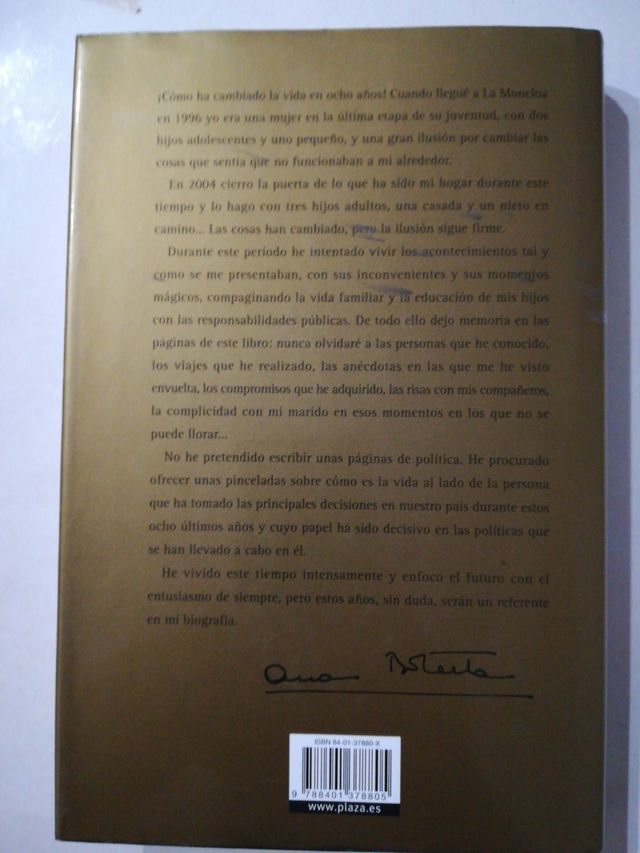 ¡Cómo ha cambiado la vida en ocho años! Cuando llegué a La Moncloa
en 1996 yo era una mujer en la última etapa de su juventud, con dos
hijos adolescentes y uno pequeño, y una gran ilusión por cambiar las
cosas que sentía que no funcionaban a mi alrededor.
En 2004 cierro la puerta de lo que ha sido mi hogar durante este
tiempo y lo hago con tres hijos adultos, una casada y un nieto en
camino... Las cosas han cambiado, pero la ilusión sigue firme.
Durante este período he intentado vivir los acontecimientos tal y
como se me presentaban, con sus inconvenientes y sus momentos
mágicos, compaginando la vida familiar y la educación de mis hijos
con las responsabilidades públicas. De todo ello dejo memoria en las
páginas de este libro: nunca olvidaré a las personas que he conocido,
los viajes que he realizado, las anécdotas en las que me he visto
envuelta, los compromisos que he adquirido, las risas con mis compañeros,
la complicidad con mi marido en esos momentos en los que no se
puede llorar...
No he pretendido escribir unas páginas de política. He procurado
ofrecer unas pinceladas sobre cómo es la vida al lado de la persona
que ha tomado las principales decisiones en nuestro país durante estos
ocho últimos años y cuyo papel ha sido decisivo en las políticas que
se han llevado a cabo en él.
He vivido este tiempo intensamente y enfoco el futuro con el
entusiasmo de siempre, pero estos años, sin duda, serán un referente
en mi biografía.
Ana Botella
ISBN 84-01-37880-X
9 788401 378805
www.plaza.es